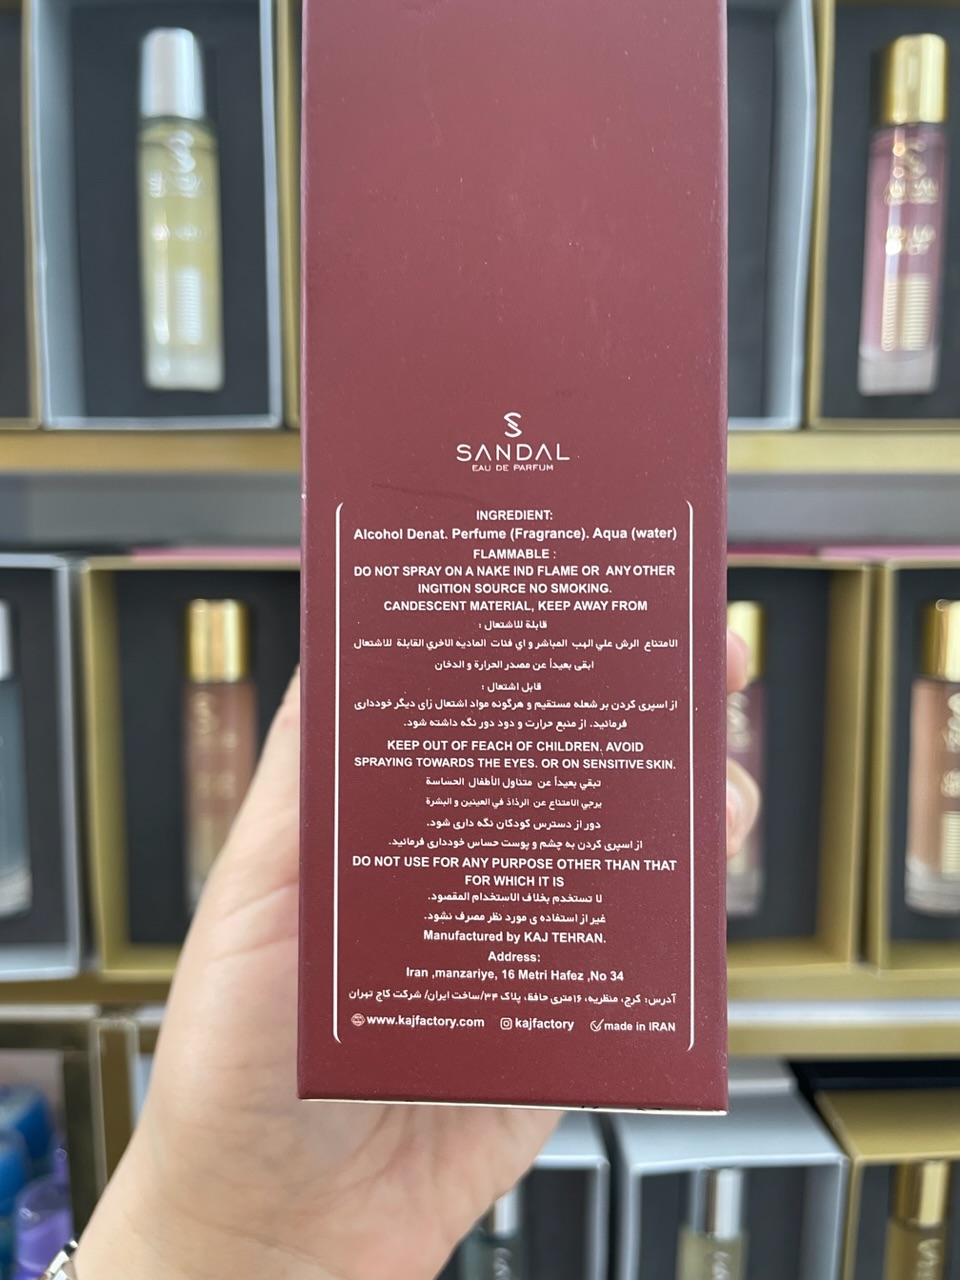 SANDAL
EAU DE PARFUM
INGREDIENT:
Alcohol Denat. Perfume (Fragrance). Aqua (water)
FLAMMABLE :
DO NOT SPRAY ON A NAKE IND FLAME OR ANY OTHER
INGITION SOURCE NO SMOKING.
CANDESCENT MATERIAL, KEEP AWAY FROM
قابلة للاشتعال :
الامتناع الرش علي الهب المباشر و اي فئات الماديه الاخري القابلة للاشتعال
ابقى بعيداً عن مصدر الحرارة و الدخان
قابل اشتعال :
از اسپری کردن بر شعله مستقیم و هرگونه مواد اشتعال زای دیگر خودداری
فرمائید. از منبع حرارت و دود دور نگه داشته شود.
KEEP OUT OF FEACH OF CHILDREN. AVOID
SPRAYING TOWARDS THE EYES. OR ON SENSITIVE SKIN.
تبقي بعيداً عن متناول الأطفال الحساسة
يرجي الامتناع عن الرذاذ في العينين و البشرة
دور از دسترس کودکان نگه داری شود.
از اسپری کردن به چشم و پوست حساس خودداری فرمائید.
DO NOT USE FOR ANY PURPOSE OTHER THAN THAT
FOR WHICH IT IS
لا تستخدم بخلاف الاستخدام المقصود.
غیر از استفاده ی مورد نظر مصرف نشود.
Manufactured by KAJ TEHRAN.
Address:
Iran ,manzariye, 16 Metri Hafez ,No 34
آدرس: کرج، منظریه، ۱۶متری حافظ، پلاک ۳۴/ساخت ایران/ شرکت کاج تهران
www.kajfactory.com kajfactory made in IRAN